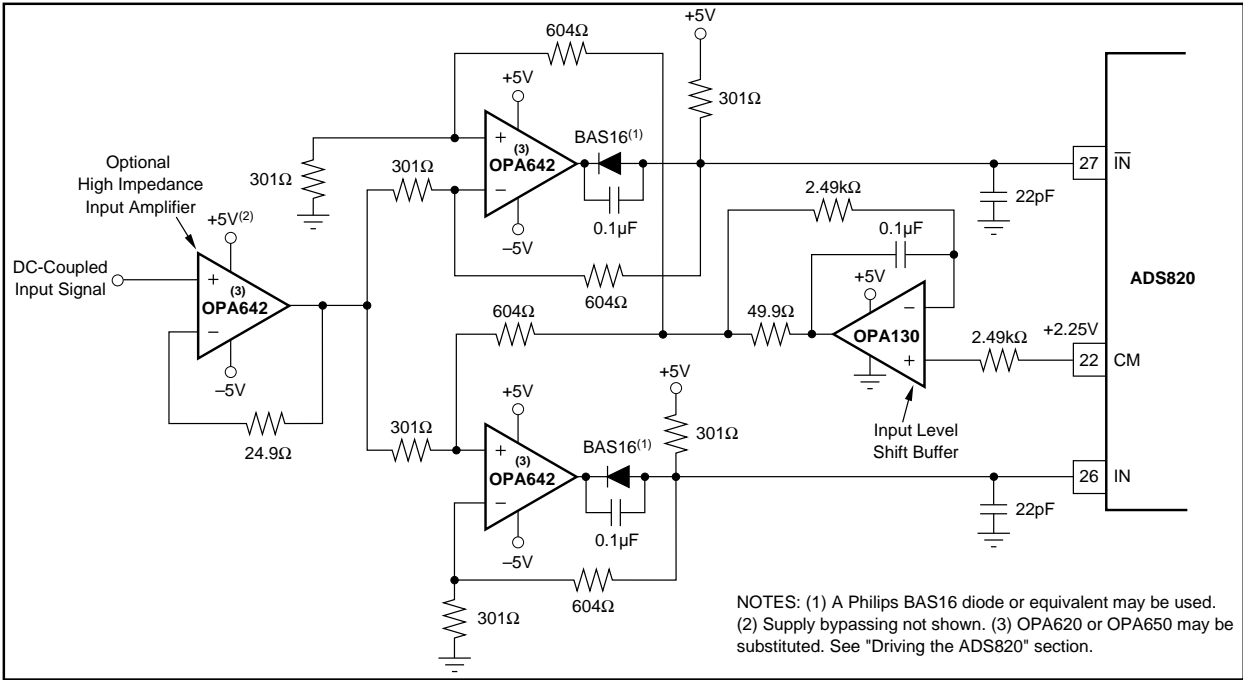 +5V
604Ω
+5V
301Ω
BAS16(1)
+
(3)
OPA642
–
–5V
27
IN
Optional
High Impedance
Input Amplifier
301Ω
301Ω
0.1µF
2.49kΩ
22pF
+5V(2)
0.1µF
604Ω
DC-Coupled
Input Signal
+
(3)
OPA642
–
–5V
24.9Ω
604Ω
49.9Ω
+5V
–
OPA130
+
2.49kΩ
+2.25V
22
CM
ADS820
Input Level
Shift Buffer
+5V
301Ω
+5V
301Ω
BAS16(1)
+
(3)
OPA642
–
–5V
0.1µF
26
IN
22pF
604Ω
301Ω
NOTES: (1) A Philips BAS16 diode or equivalent may be used.
(2) Supply bypassing not shown. (3) OPA620 or OPA650 may be
substituted. See "Driving the ADS820" section.